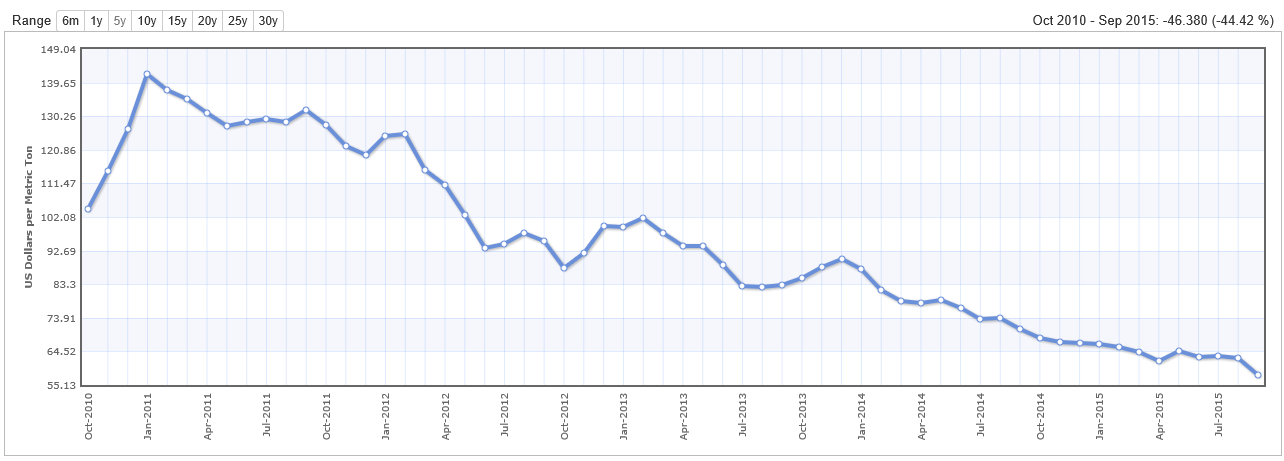 Range 6m 1y 5y 10y 15y 20y 25y 30y
Oct 2010 - Sep 2015: -46.380 (-44.42 %)
149.04
139.65
130.26
120.86
111.47
102.08
92.69
83.3
73.91
64.52
55.13
US Dollars per Metric Ton
Oct-2010
Jan-2011
Apr-2011
Jul-2011
Oct-2011
Jan-2012
Apr-2012
Jul-2012
Oct-2012
Jan-2013
Apr-2013
Jul-2013
Oct-2013
Jan-2014
Apr-2014
Jul-2014
Oct-2014
Jan-2015
Apr-2015
Jul-2015